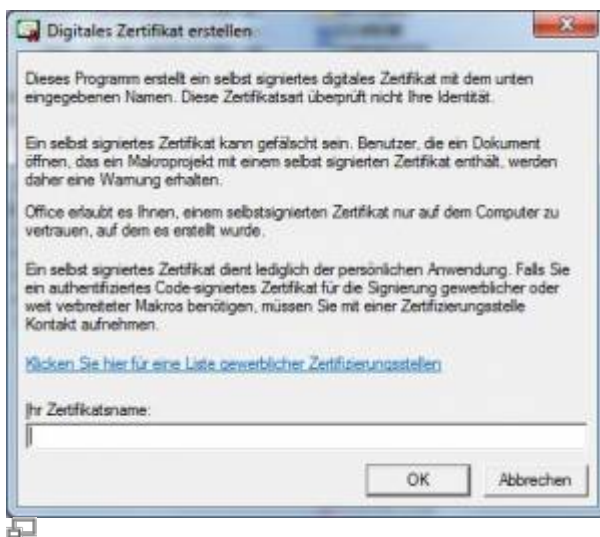 Digitales Zertifikat erstellen
Dieses Programm erstellt ein selbst signiertes digitales Zertifikat mit dem unten
eingegebenen Namen. Diese Zertifikatsart überprüft nicht Ihre Identität.
Ein selbst signiertes Zertifikat kann gefälscht sein. Benutzer, die ein Dokument
öffnen, das ein Makroprojekt mit einem selbst signierten Zertifikat enthält, werden
daher eine Warnung erhalten.
Office erlaubt es Ihnen, einem selbstsignierten Zertifikat nur auf dem Computer zu
vertrauen, auf dem es erstellt wurde.
Ein selbst signiertes Zertifikat dient lediglich der persönlichen Anwendung. Falls Sie
ein authentifiziertes Code-signiertes Zertifikat für die Signierung gewerblicher oder
weit verbreiteter Makros benötigen, müssen Sie mit einer Zertifizierungsstelle
Kontakt aufnehmen.
Klicken Sie hier für eine Liste gewerblicher Zertifizierungsstellen
Ihr Zertifikatsname:
OK Abbrechen